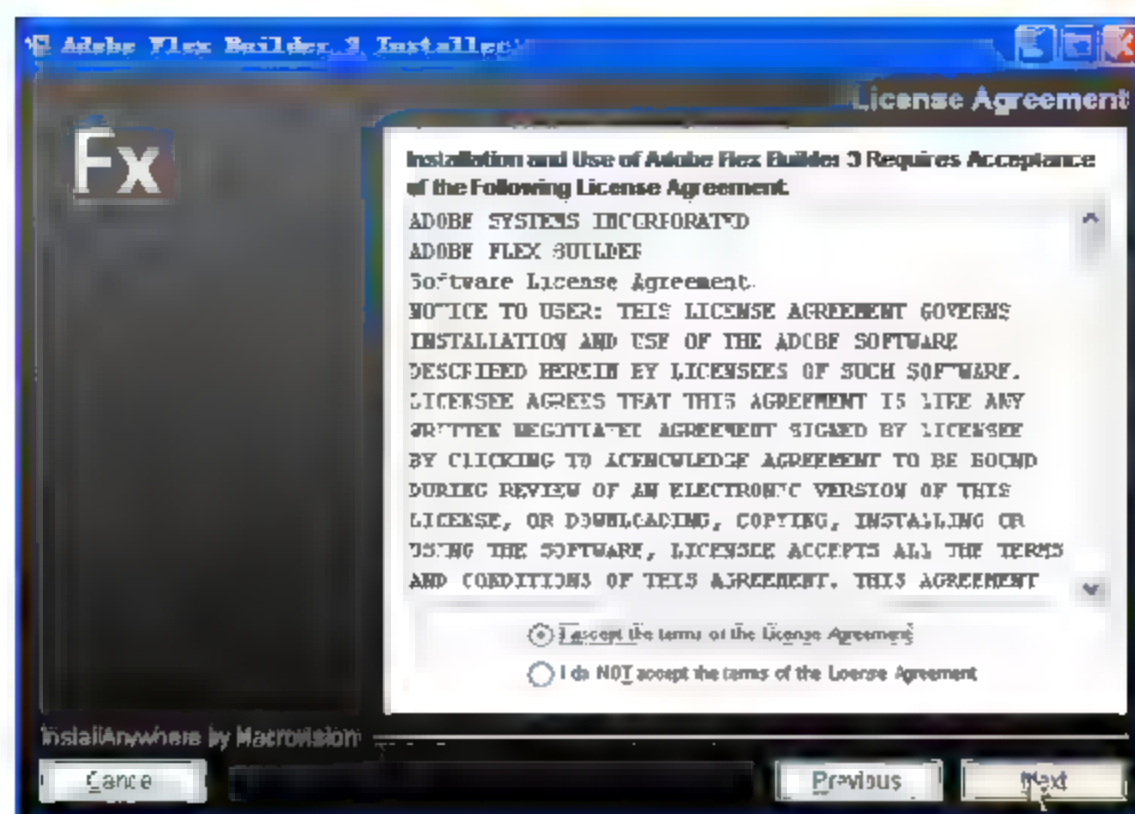 Adobe Flex Builder 3 Installer
License Agreement
Fx
Installation and Use of Adobe Flex Builder 3 Requires Acceptance
of the Following License Agreement.
ADOBE SYSTEMS INCORPORATED
ADOBE FLEX BUILDER
Software License Agreement.
NOTICE TO USER: THIS LICENSE AGREEMENT GOVERNS
INSTALLATION AND USE OF THE ADOBE SOFTWARE
DESCRIBED HEREIN BY LICENSEES OF SUCH SOFTWARE.
LICENSEE AGREES THAT THIS AGREEMENT IS LIKE ANY
WRITTEN NEGOTIATED AGREEMENT SIGNED BY LICENSEE
BY CLICKING TO ACKNOWLEDGE AGREEMENT TO BE BOUND
DURING REVIEW OF AN ELECTRONIC VERSION OF THIS
LICENSE, OR DOWNLOADING, COPYING, INSTALLING OR
USING THE SOFTWARE, LICENSEE ACCEPTS ALL THE TERMS
AND CONDITIONS OF THIS AGREEMENT. THIS AGREEMENT
I accept the terms of the License Agreement
I do NOT accept the terms of the License Agreement
InstallAnywhere by Macrovision
Cancel
Previous
Next